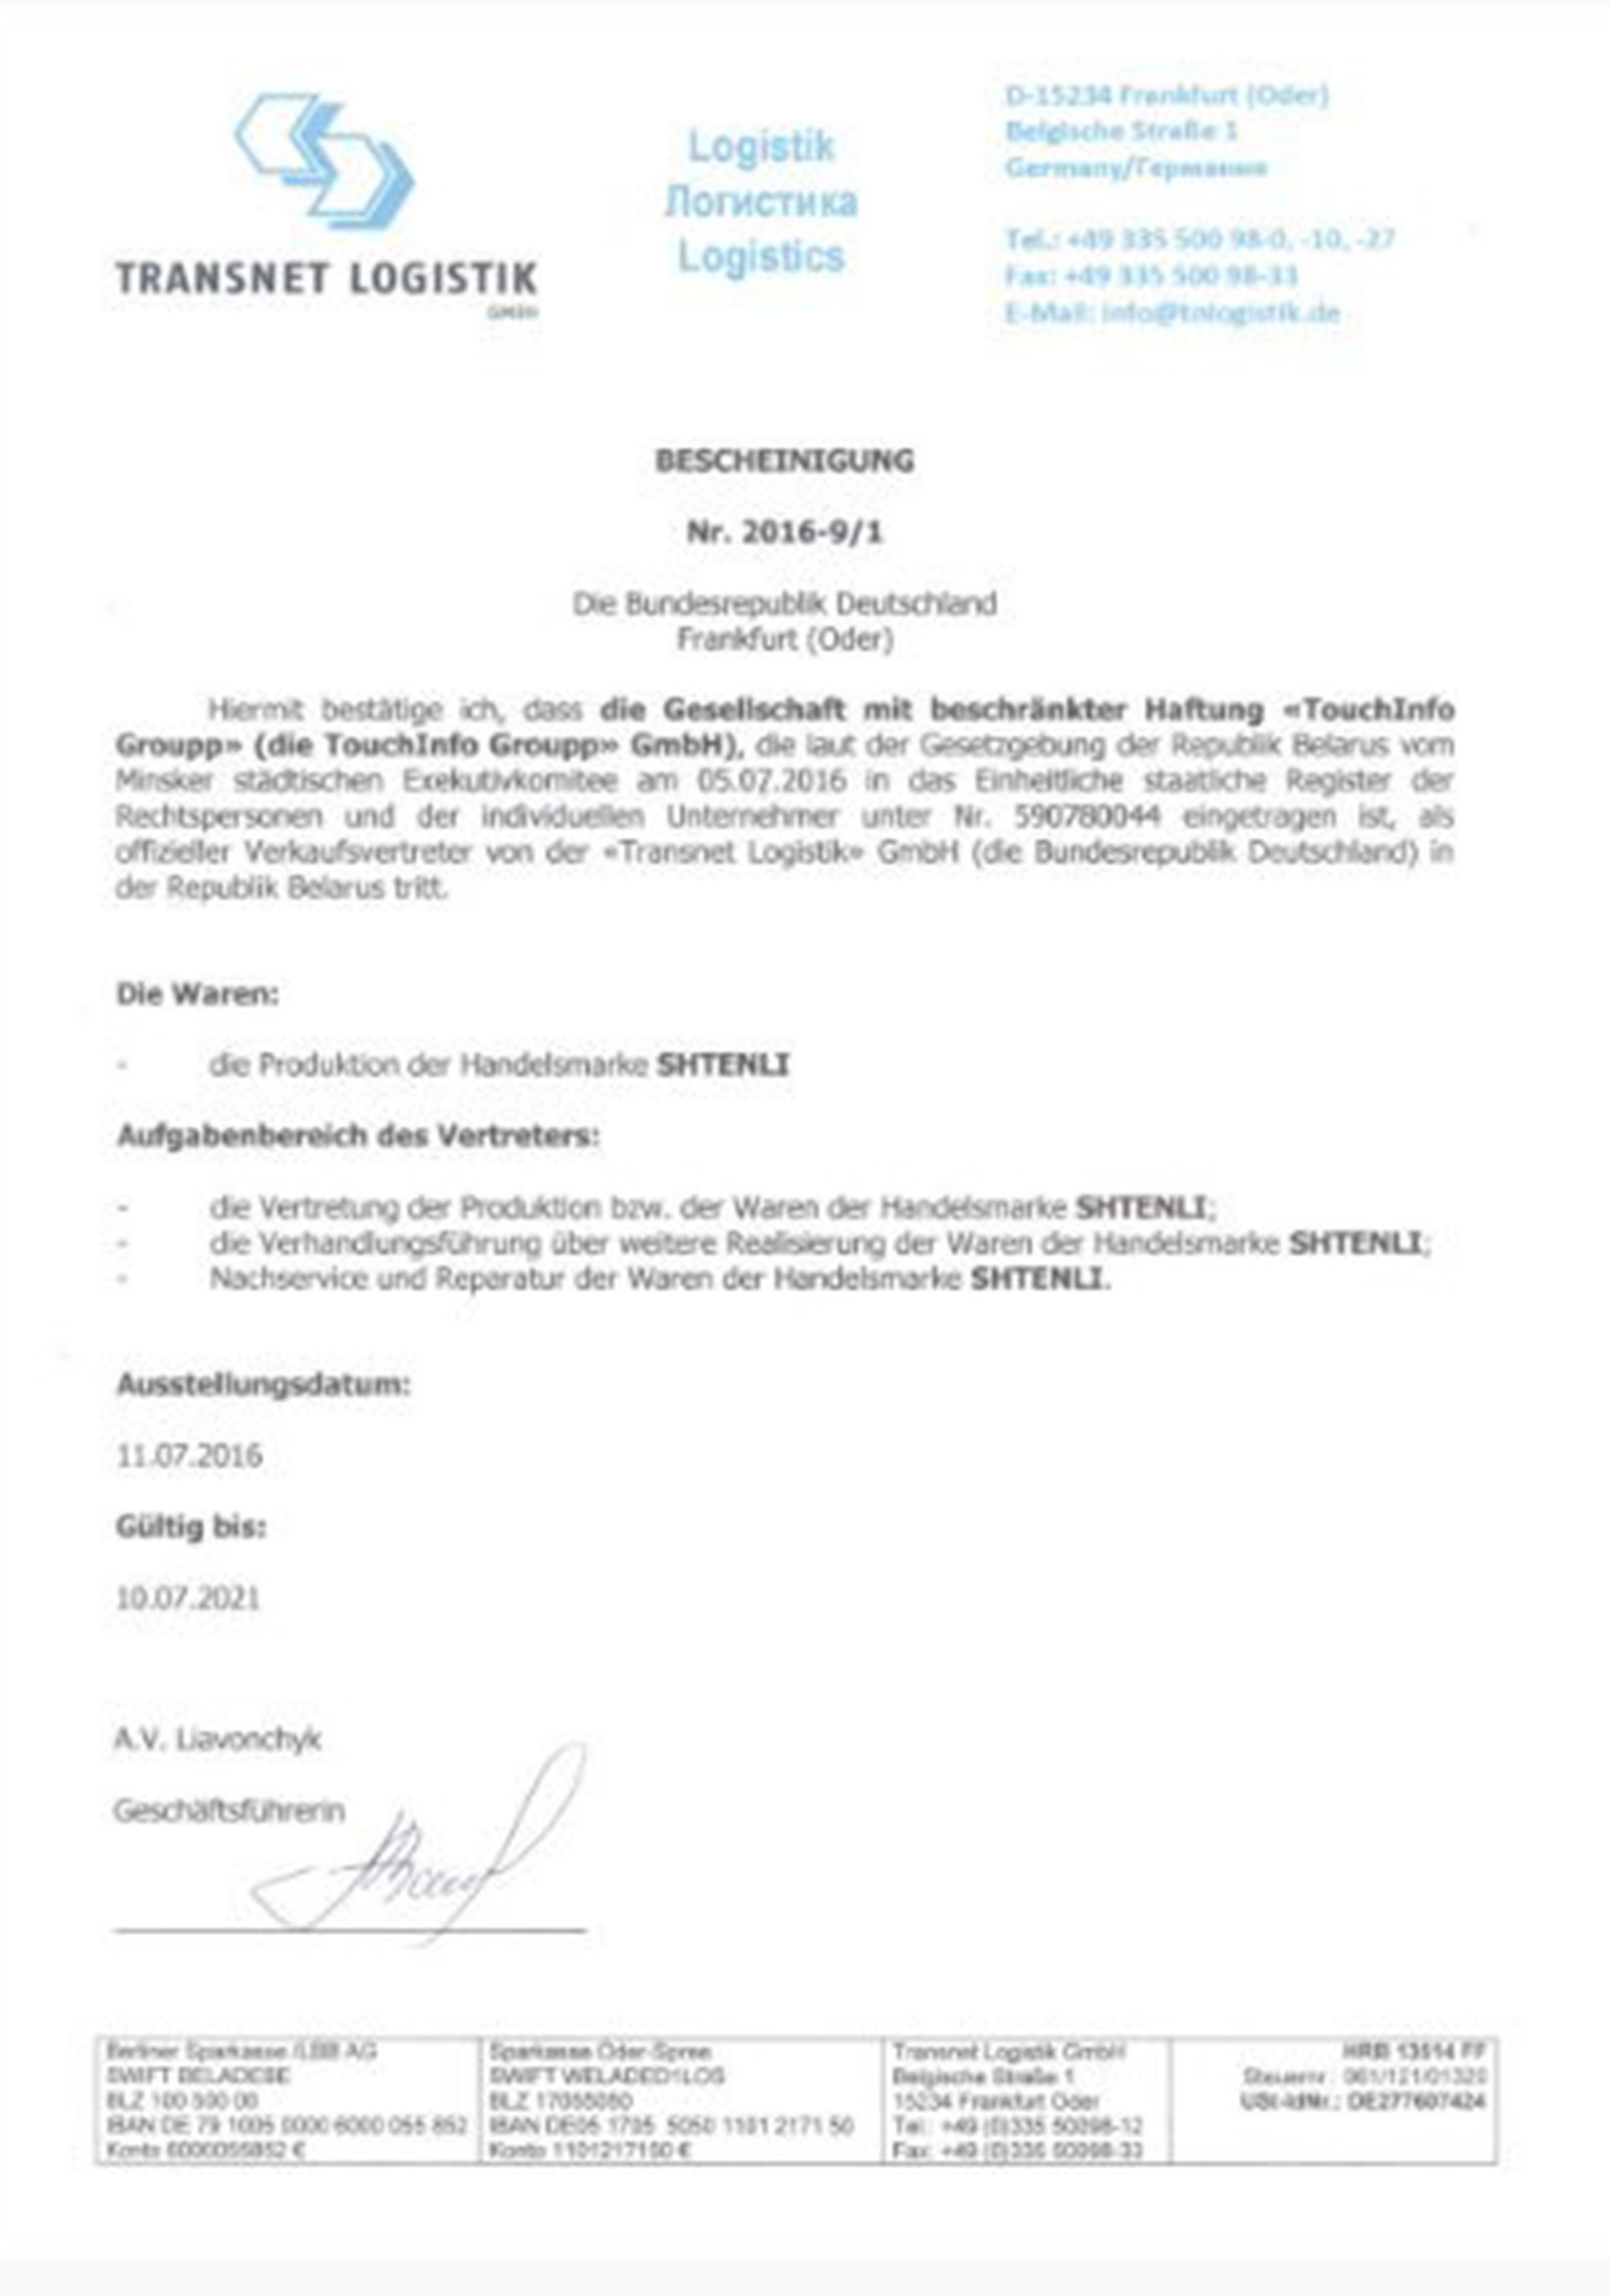 TRANSNET LOGISTIK
GMBH
Logistik
Логистика
Logistics
D-15234 Frankfurt (Oder)
Belgische Straße 1
Germany/Германия
Tel.: +49 335 500 98-0, -10, -27
Fax: +49 335 500 98-33
E-Mail: info@tnlogistik.de
BESCHEINIGUNG
Nr. 2016-9/1
Die Bundesrepublik Deutschland
Frankfurt (Oder)
Hiermit bestätige ich, dass die Gesellschaft mit beschränkter Haftung «TouchInfo
Groupp» (die TouchInfo Groupp» GmbH), die laut der Gesetzgebung der Republik Belarus vom
Minsker städtischen Exekutivkomitee am 05.07.2016 in das Einheitliche staatliche Register der
Rechtspersonen und der individuellen Unternehmer unter Nr. 590780044 eingetragen ist, als
offizieller Verkaufsvertreter von der «Transnet Logistik» GmbH (die Bundesrepublik Deutschland) in
der Republik Belarus tritt.
Die Waren:
- die Produktion der Handelsmarke SHTENLI
Aufgabenbereich des Vertreters:
- die Vertretung der Produktion bzw. der Waren der Handelsmarke SHTENLI;
- die Verhandlungsführung über weitere Realisierung der Waren der Handelsmarke SHTENLI;
- Nachservice und Reparatur der Waren der Handelsmarke SHTENLI.
Ausstellungsdatum:
11.07.2016
Gültig bis:
10.07.2021
A.V. Liavonchyk
Geschäftsführerin
Berliner Sparkasse /LBB AG
SWIFT BELADEBE
BLZ 100 500 00
IBAN DE 79 1005 0000 6000 055 852
Konto 6000055852 €
Sparkasse Oder-Spree
SWIFT WELADED1LOS
BLZ 17055050
IBAN DE05 1705 5050 1101 2171 50
Konto 1101217150 €
Transnet Logistik GmbH
Belgische Straße 1
15234 Frankfurt Oder
Tel.: +49 (0)335 50098-12
Fax: +49 (0)335 50098-33
HRB 13514 FF
Steuernr.: 061/121/01320
USt-IdNr.: DE277607424